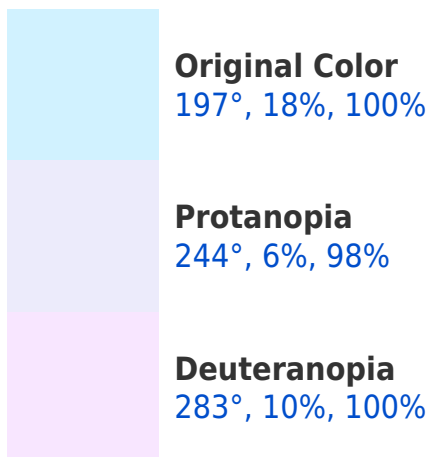 Original Color
197°, 18%, 100%
Protanopia
244°, 6%, 98%
Deuteranopia
283°, 10%, 100%